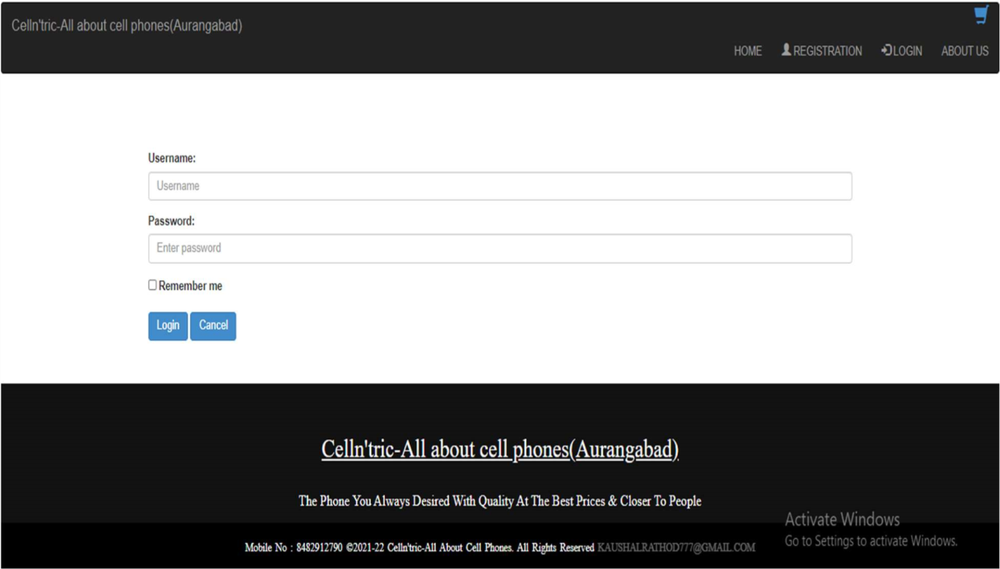 Celln'tric-All about cell phones(Aurangabad)
HOME REGISTRATION LOGIN ABOUT US
Username:
Username
Password:
Enter password
Remember me
Login Cancel
Celln'tric-All about cell phones(Aurangabad)
The Phone You Always Desired With Quality At The Best Prices & Closer To People
Activate Windows
Go to Settings to activate Windows.
Mobile No : 8482912790 ©2021-22 Celln'tric-All About Cell Phones. All Rights Reserved KAUSHALRATHOD777@GMAIL.COM